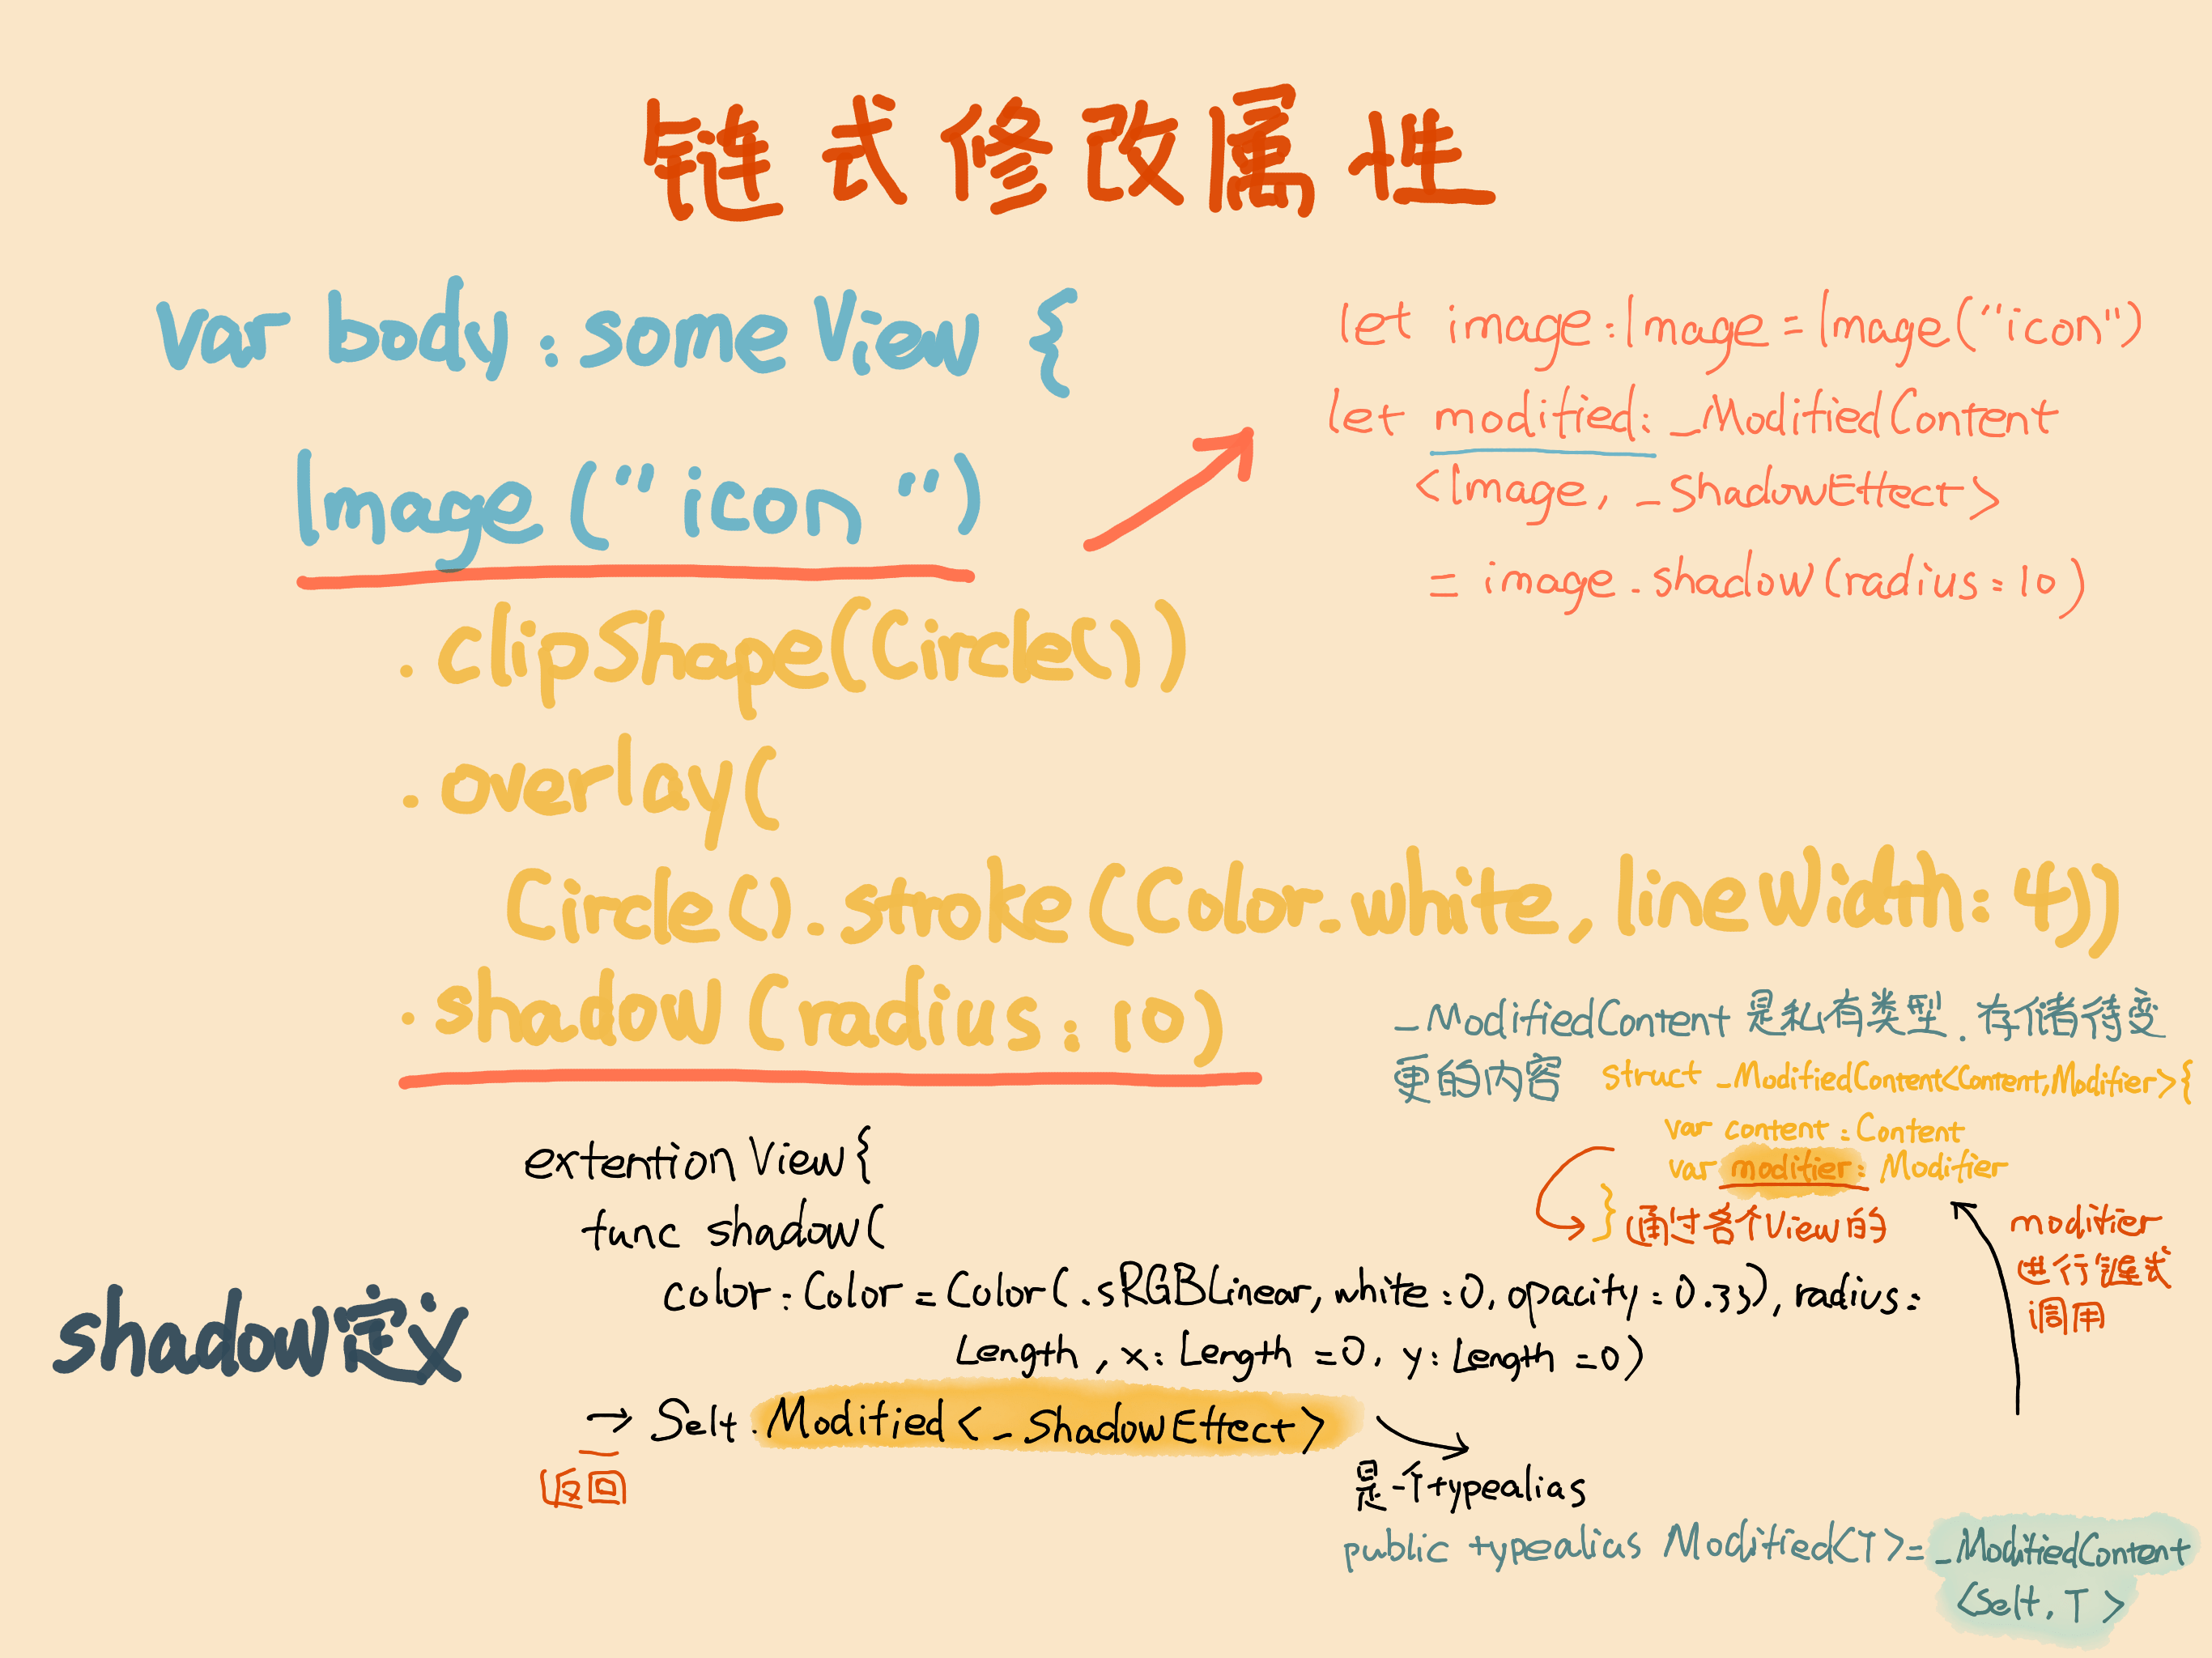 链式修改属性
var body : some View {
Image ("icon")
.clipShape(Circle())
.overlay(
Circle().stroke(Color.white, lineWidth: 4))
.shadow(radius: 10)
let image: Image = Image("icon")
let modified: _ModifiedContent
<Image, _ShadowEffect>
= image.shadow(radius: 10)
_ModifiedContent 是私有类型.存储待变
更的内容
struct _ModifiedContent<Content, Modifier>{
var content : Content
var modifier: Modifier
}
通过各个View的
modifier
进行链式
调用
shadow定义
extention View{
func shadow(
color: Color = Color(.sRGBLinear, white: 0, opacity: 0.33), radius:
Length, x: Length = 0, y: Length = 0)
→ Self.Modified<_ShadowEffect>
返回
是一个typealias
public typealias Modified<T> = _ModifiedContent
<Self, T>